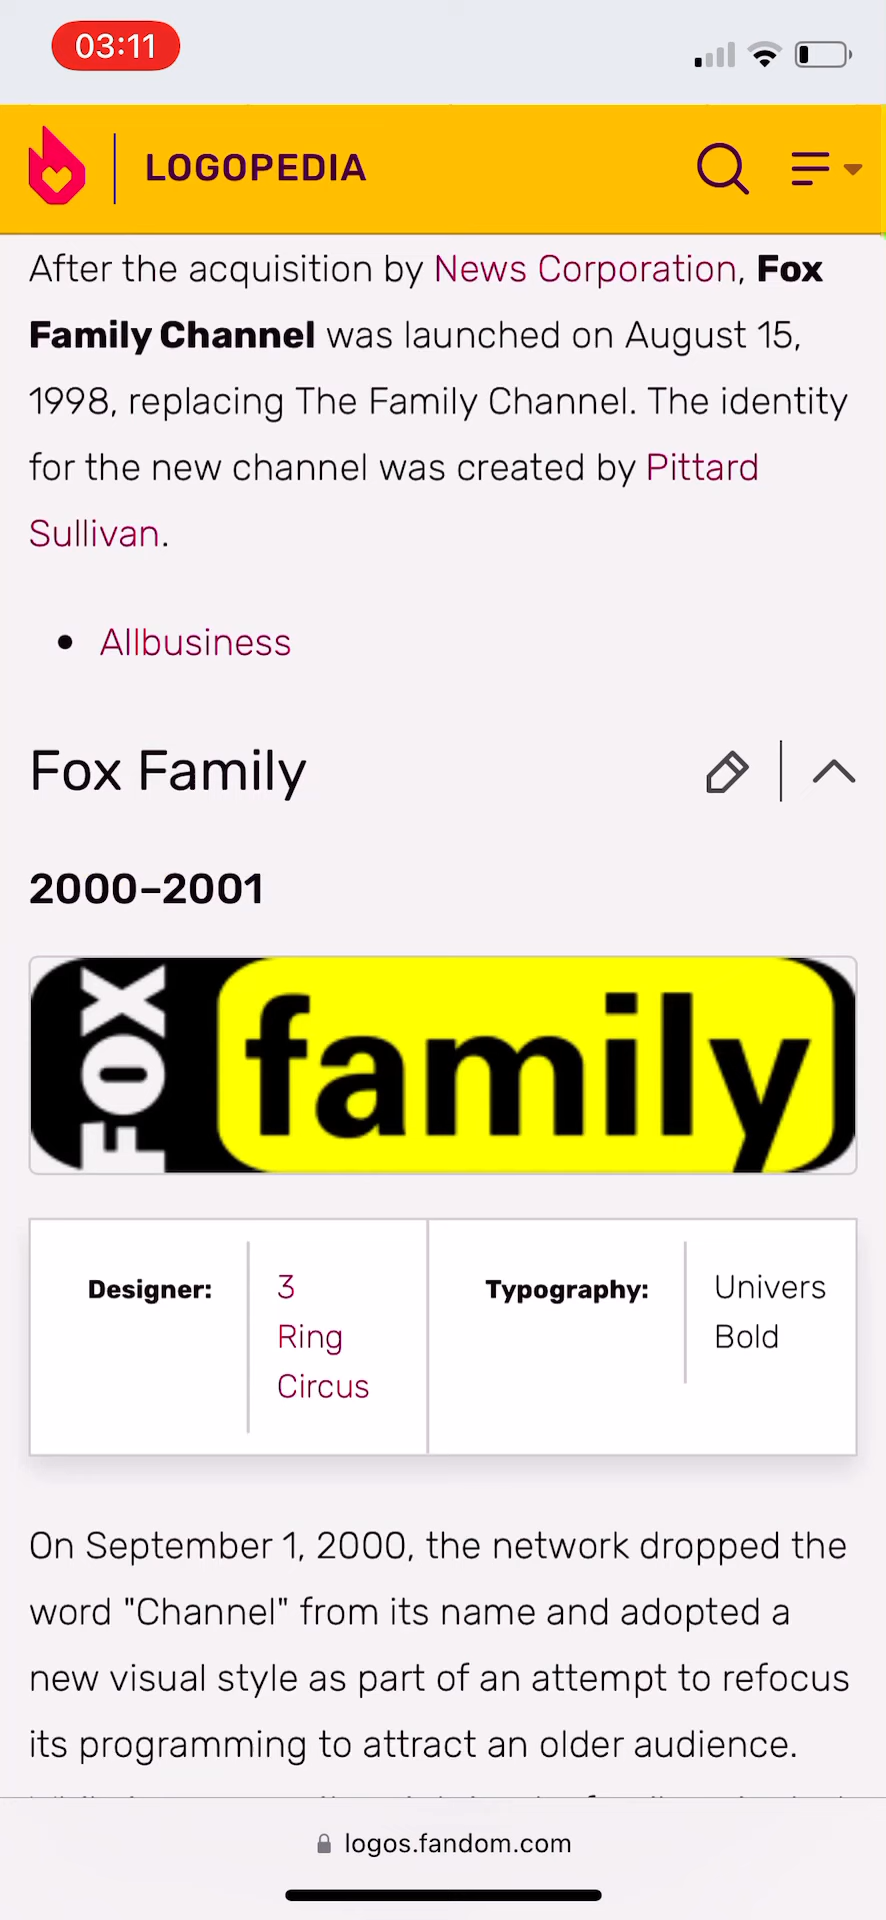 03:11
LOGOPEDIA
After the acquisition by News Corporation, Fox
Family Channel was launched on August 15,
1998, replacing The Family Channel. The identity
for the new channel was created by Pittard
Sullivan.
• Allbusiness
Fox Family
2000–2001
FOX family
Designer: 3 Ring Circus
Typography: Univers Bold
On September 1, 2000, the network dropped the
word "Channel" from its name and adopted a
new visual style as part of an attempt to refocus
its programming to attract an older audience.
logos.fandom.com